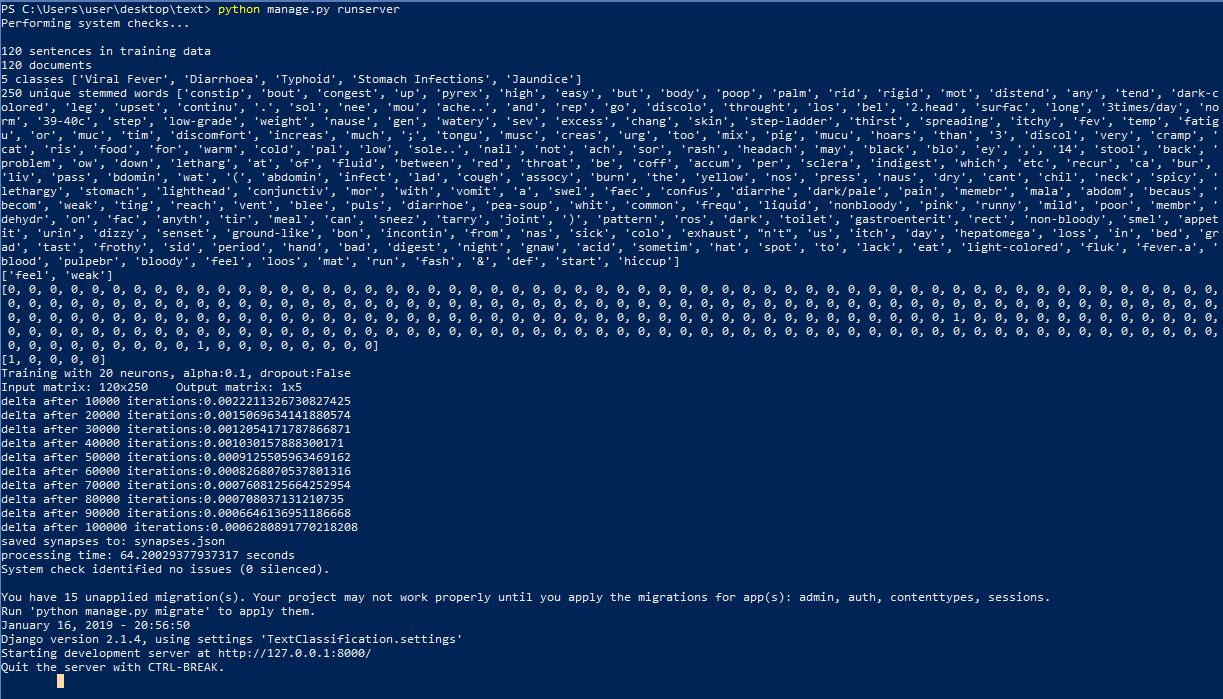 PS C:\Users\user\desktop\text> python manage.py runserver
Performing system checks...
120 sentences in training data
120 documents
5 classes ['Viral Fever', 'Diarrhoea', 'Typhoid', 'Stomach Infections', 'Jaundice']
250 unique stemmed words ['constip', 'bout', 'congest', 'up', 'pyrex', 'high', 'easy', 'but', 'body', 'poop', 'palm', 'rid', 'rigid', 'mot', 'distend', 'any', 'tend', 'dark-c
olored', 'leg', 'upset', 'continu', '.', 'sol', 'nee', 'mou', 'ache..', 'and', 'rep', 'go', 'discolo', 'throught', 'los', 'bel', '2.head', 'surfac', 'long', '3times/day', 'no
rm', '39-40c', 'step', 'low-grade', 'weight', 'nause', 'gen', 'watery', 'sev', 'excess', 'chang', 'skin', 'step-ladder', 'thirst', 'spreading', 'itchy', 'fev', 'temp', 'fatig
u', 'or', 'muc', 'tim', 'discomfort', 'increas', 'much', ';', 'tongu', 'musc', 'creas', 'urg', 'too', 'mix', 'pig', 'mucu', 'hoars', 'than', '3', 'discol', 'very', 'cramp', '
cat', 'ris', 'food', 'for', 'warm', 'cold', 'pal', 'low', 'sole..', 'nail', 'not', 'ach', 'sor', 'rash', 'headach', 'may', 'black', 'blo', 'ey', ',', '14', 'stool', 'back', '
problem', 'ow', 'down', 'letharg', 'at', 'of', 'fluid', 'between', 'red', 'throat', 'be', 'coff', 'accum', 'per', 'sclera', 'indigest', 'which', 'etc', 'recur', 'ca', 'bur',
'liv', 'pass', 'bdomin', 'wat', '(', 'abdomin', 'infect', 'lad', 'cough', 'assocy', 'burn', 'the', 'yellow', 'nos', 'press', 'naus', 'dry', 'cant', 'chil', 'neck', 'spicy', '
lethargy', 'stomach', 'lighthead', 'conjunctiv', 'mor', 'with', 'vomit', 'a', 'swel', 'faec', 'confus', 'diarrhe', 'dark/pale', 'pain', 'memebr', 'mala', 'abdom', 'becaus', '
becom', 'weak', 'ting', 'reach', 'vent', 'blee', 'puls', 'diarrhoe', 'pea-soup', 'whit', 'common', 'frequ', 'liquid', 'nonbloody', 'pink', 'runny', 'mild', 'poor', 'membr', '
dehydr', 'on', 'fac', 'anyth', 'tir', 'meal', 'can', 'sneez', 'tarry', 'joint', ')', 'pattern', 'ros', 'dark', 'toilet', 'gastroenterit', 'rect', 'non-bloody', 'smel', 'appet
it', 'urin', 'dizzy', 'senset', 'ground-like', 'bon', 'incontin', 'from', 'nas', 'sick', 'colo', 'exhaust', "n't", 'us', 'itch', 'day', 'hepatomega', 'loss', 'in', 'bed', 'gr
ad', 'tast', 'frothy', 'sid', 'period', 'hand', 'bad', 'digest', 'night', 'gnaw', 'acid', 'sometim', 'hat', 'spot', 'to', 'lack', 'eat', 'light-colored', 'fluk', 'fever.a', '
blood', 'pulpebr', 'bloody', 'feel', 'loos', 'mat', 'run', 'fash', '&', 'def', 'start', 'hiccup']
['feel', 'weak']
[0, 0, 0, 0, 0, 0, 0, 0, 0, 0, 0, 0, 0, 0, 0, 0, 0, 0, 0, 0, 0, 0, 0, 0, 0, 0, 0, 0, 0, 0, 0, 0, 0, 0, 0, 0, 0, 0, 0, 0, 0, 0, 0, 0, 0, 0, 0, 0, 0, 0, 0, 0, 0, 0, 0, 0, 0, 0,
0, 0, 0, 0, 0, 0, 0, 0, 0, 0, 0, 0, 0, 0, 0, 0, 0, 0, 0, 0, 0, 0, 0, 0, 0, 0, 0, 0, 0, 0, 0, 0, 0, 0, 0, 0, 0, 0, 0, 0, 0, 0, 0, 0, 0, 0, 0, 0, 0, 0, 0, 0, 0, 0, 0, 0, 0, 0,
0, 0, 0, 0, 0, 0, 0, 0, 0, 0, 0, 0, 0, 0, 0, 0, 0, 0, 0, 0, 0, 0, 0, 0, 0, 0, 0, 0, 0, 0, 0, 0, 0, 0, 0, 0, 0, 0, 0, 0, 0, 0, 0, 0, 0, 1, 0, 0, 0, 0, 0, 0, 0, 0, 0, 0, 0, 0,
0, 0, 0, 0, 0, 0, 0, 0, 0, 0, 0, 0, 0, 0, 0, 0, 0, 0, 0, 0, 0, 0, 0, 0, 0, 0, 0, 0, 0, 0, 0, 0, 0, 0, 0, 0, 0, 0, 0, 0, 0, 0, 0, 0, 0, 0, 0, 0, 0, 0, 0, 0, 0, 0, 0, 0, 0, 0,
0, 0, 0, 0, 0, 0, 0, 0, 0, 1, 0, 0, 0, 0, 0, 0, 0, 0]
[1, 0, 0, 0, 0]
Training with 20 neurons, alpha:0.1, dropout:False
Input matrix: 120x250    Output matrix: 1x5
delta after 10000 iterations:0.0022211326730827425
delta after 20000 iterations:0.0015069634141880574
delta after 30000 iterations:0.0012054171787866871
delta after 40000 iterations:0.001030157888300171
delta after 50000 iterations:0.0009125505963469162
delta after 60000 iterations:0.0008268070537801316
delta after 70000 iterations:0.0007608125664252954
delta after 80000 iterations:0.000708037131210735
delta after 90000 iterations:0.0006646136951186668
delta after 100000 iterations:0.0006280891770218208
saved synapses to: synapses.json
processing time: 64.20029377937317 seconds
System check identified no issues (0 silenced).
You have 15 unapplied migration(s). Your project may not work properly until you apply the migrations for app(s): admin, auth, contenttypes, sessions.
Run 'python manage.py migrate' to apply them.
January 16, 2019 - 20:56:50
Django version 2.1.4, using settings 'TextClassification.settings'
Starting development server at http://127.0.0.1:8000/
Quit the server with CTRL-BREAK.